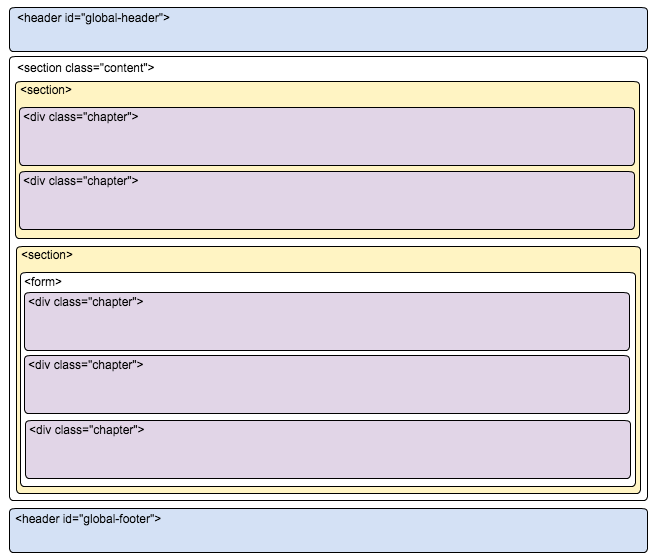 <header id="global-header">
<section class="content">
<section>
<div class="chapter">
<div class="chapter">
<section>
<form>
<div class="chapter">
<div class="chapter">
<div class="chapter">
<header id="global-footer">